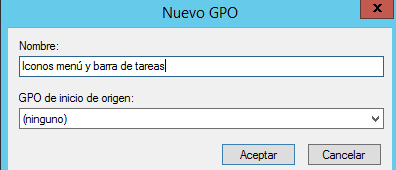 Nuevo GPO
x
Nombre:
Iconos menú y barra de tareas
GPO de inicio de origen:
(ninguno)
Aceptar Cancelar